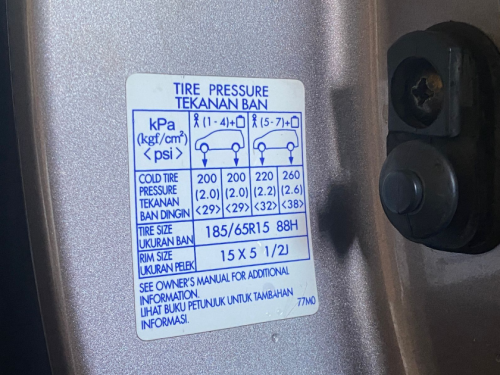 TIRE PRESSURE
TEKANAN BAN
kPa
(kgf/cm²)
<psi>
(1-4)+
(5-7)+
COLD TIRE
PRESSURE
TEKANAN
BAN DINGIN
200 200 220 260
(2.0) (2.0) (2.2) (2.6)
<29> <29> <32> <38>
TIRE SIZE
UKURAN BAN
185/65R15 88H
RIM SIZE
UKURAN PELEK
15 X 5 1/2J
SEE OWNER'S MANUAL FOR ADDITIONAL
INFORMATION.
LIHAT BUKU PETUNJUK UNTUK TAMBAHAN
INFORMASI.
77M0